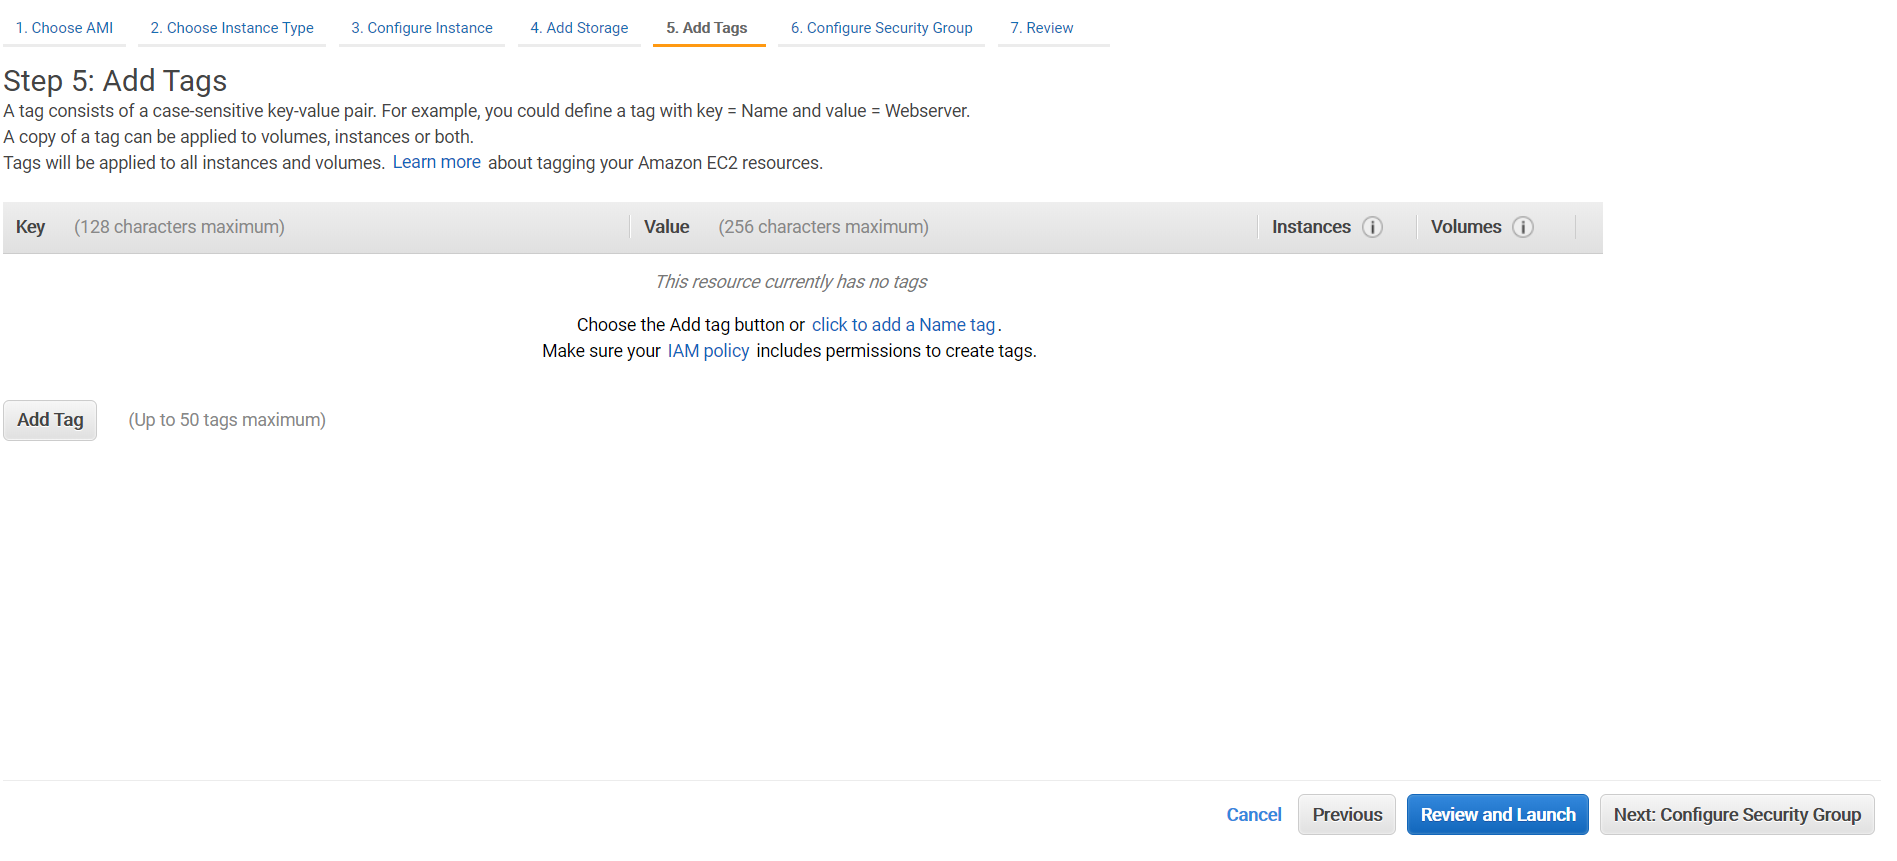 1. Choose AMI 2. Choose Instance Type 3. Configure Instance 4. Add Storage 5. Add Tags 6. Configure Security Group 7. Review
Step 5: Add Tags
A tag consists of a case-sensitive key-value pair. For example, you could define a tag with key = Name and value = Webserver.
A copy of a tag can be applied to volumes, instances or both.
Tags will be applied to all instances and volumes. Learn more about tagging your Amazon EC2 resources.
Key (128 characters maximum) Value (256 characters maximum) Instances i Volumes i
This resource currently has no tags
Choose the Add tag button or click to add a Name tag.
Make sure your IAM policy includes permissions to create tags.
Add Tag (Up to 50 tags maximum)
Cancel Previous Review and Launch Next: Configure Security Group